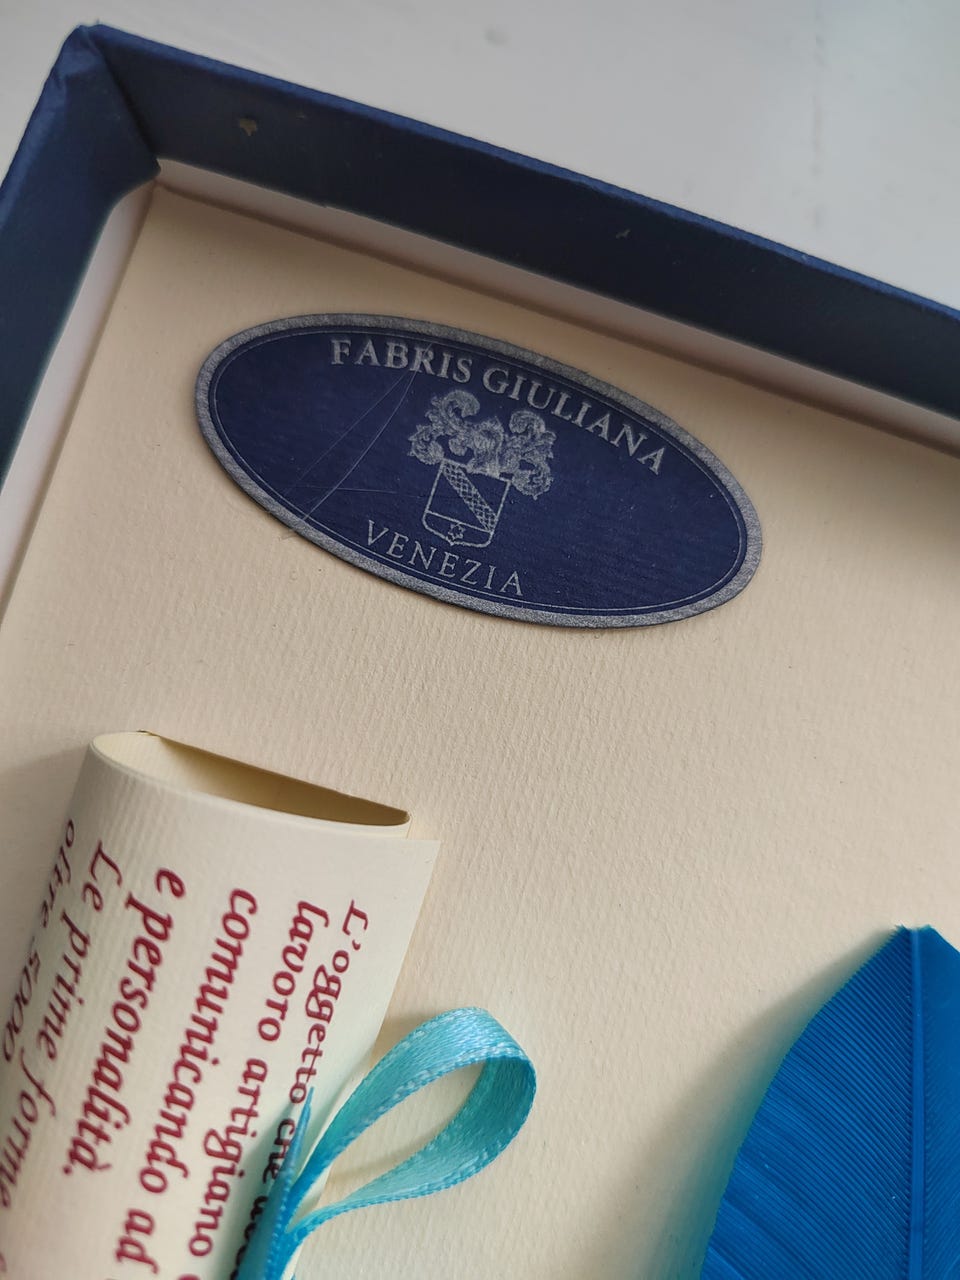 FABRIS GIULIANA
VENEZIA
L'oggetto che
lavoro artigiano
comunicando ad
e personalità.
Le prime forme
oltre 5000